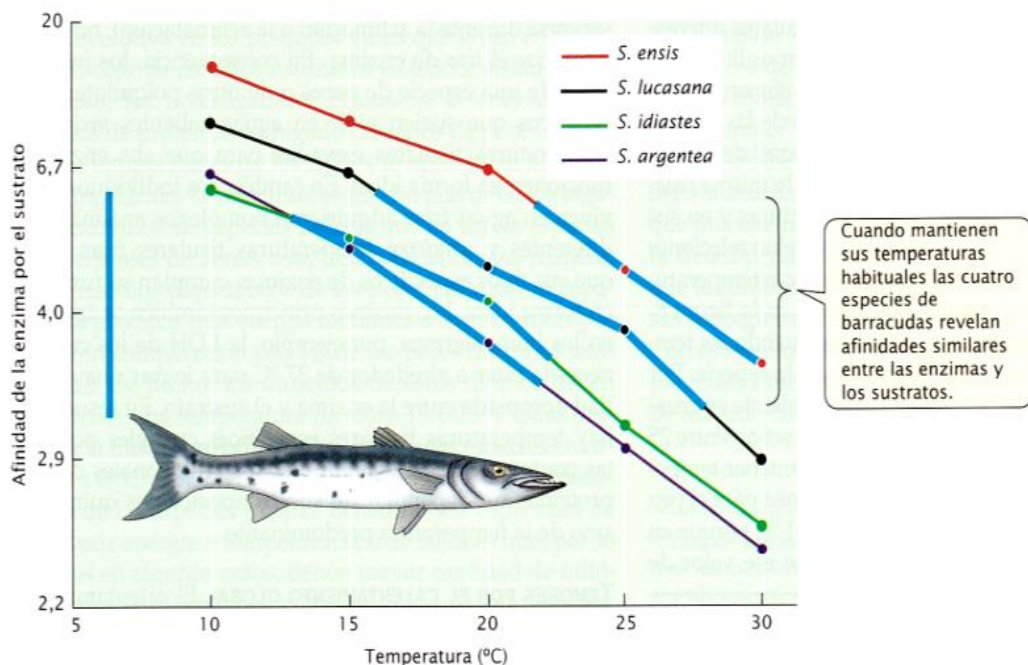 20
6,7
4,0
2,9
2,2
Afinidad de la enzima por el sustrato
5
10
15
20
25
30
Temperatura (ºC)
S. ensis
S. lucasana
S. idiastes
S. argentea
Cuando mantienen
sus temperaturas
habituales las cuatro
especies de
barracudas revelan
afinidades similares
entre las enzimas y
los sustratos.